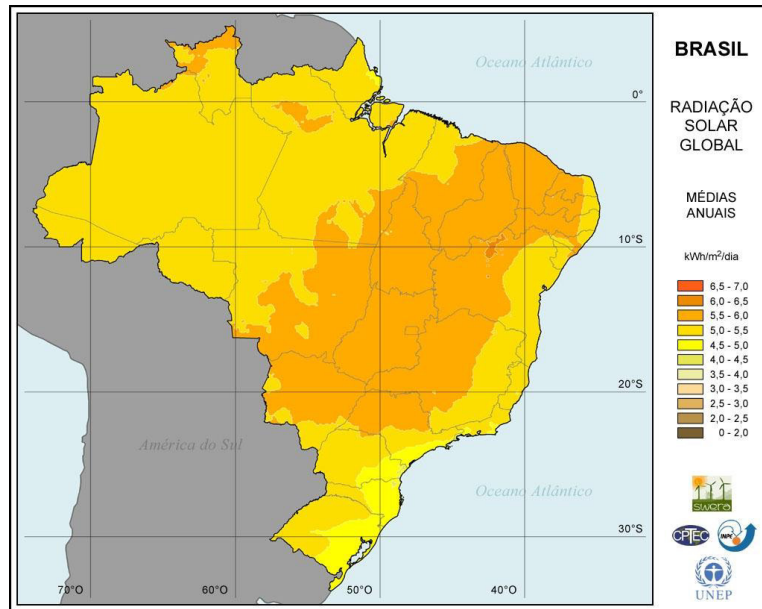 BRASIL
RADIAÇÃO
SOLAR
GLOBAL
MÉDIAS
ANUAIS
kWh/m²/dia
6,5 - 7,0
6,0 - 6,5
5,5 - 6,0
5,0 - 5,5
4,5 - 5,0
4,0 - 4,5
3,5 - 4,0
3,0 - 3,5
2,5 - 3,0
2,0 - 2,5
0 - 2,0
Oceano Atlântico
0°
10°S
20°S
América do Sul
Oceano Atlântico
30°S
70°O
60°O
50°O
40°O
swera
CPTEC
INPE
UNEP